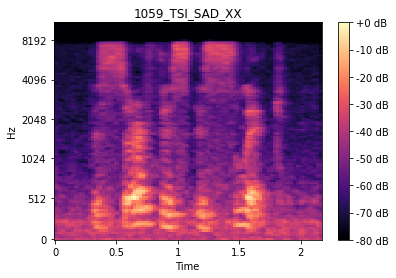 1059_TSI_SAD_XX
+0 dB
8192
-10 dB
4096
-20 dB
-30 dB
2048
-40 dB
Hz
1024
-50 dB
512
-60 dB
-70 dB
0
-80 dB
0
0.5
1
1.5
2
Time